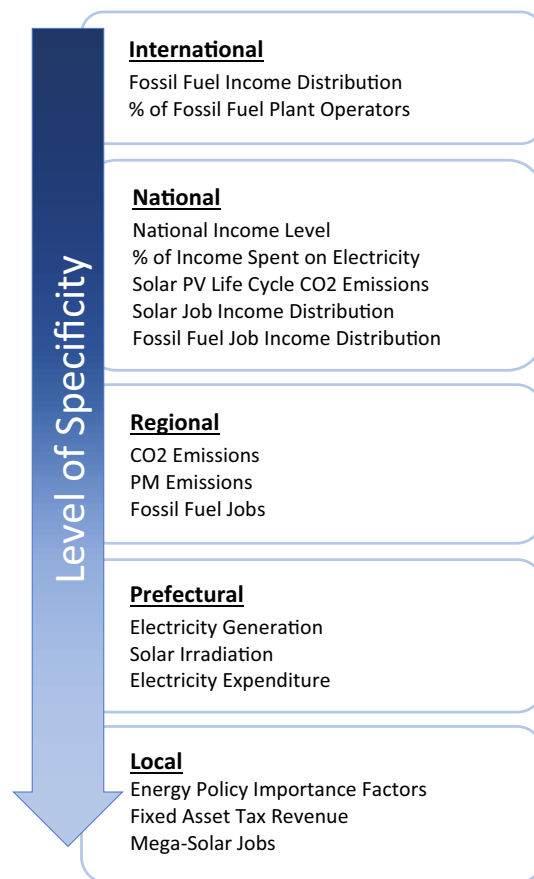 Level of Specificity
International
Fossil Fuel Income Distribution
% of Fossil Fuel Plant Operators
National
National Income Level
% of Income Spent on Electricity
Solar PV Life Cycle CO2 Emissions
Solar Job Income Distribution
Fossil Fuel Job Income Distribution
Regional
CO2 Emissions
PM Emissions
Fossil Fuel Jobs
Prefectural
Electricity Generation
Solar Irradiation
Electricity Expenditure
Local
Energy Policy Importance Factors
Fixed Asset Tax Revenue
Mega-Solar Jobs